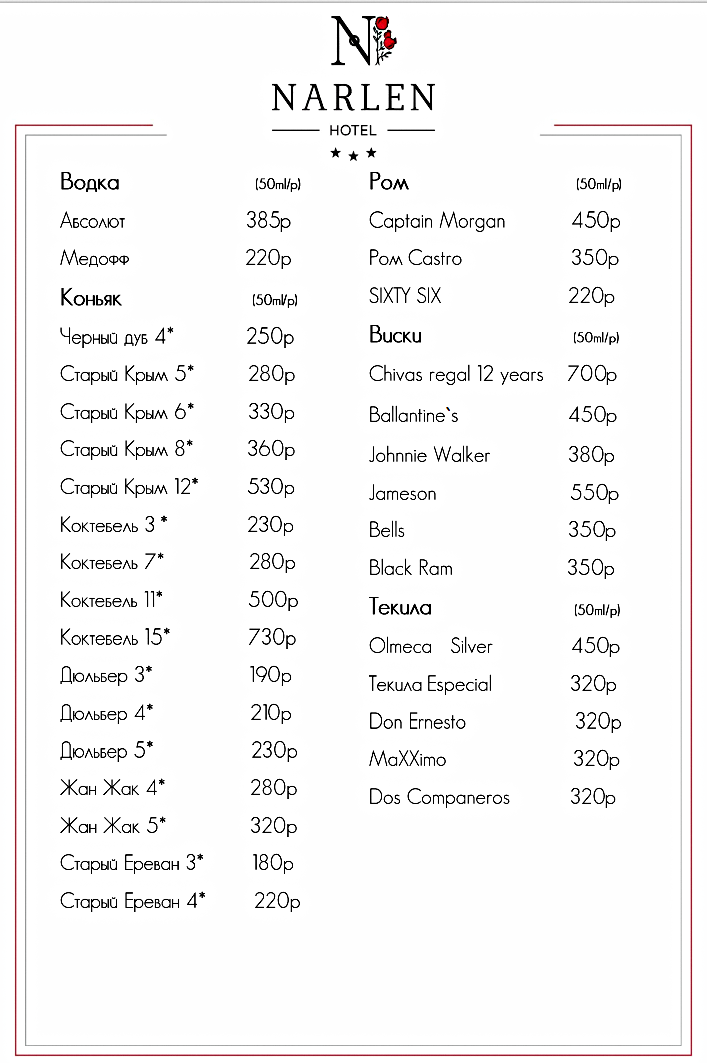 N
NARLEN
HOTEL
Водка (50ml/p)
Абсолют 385р
Медофф 220р
Коньяк (50ml/p)
Черный дуб 4* 250р
Старый Крым 5* 280р
Старый Крым 6* 330р
Старый Крым 8* 360р
Старый Крым 12* 530р
Коктебель 3 * 230р
Коктебель 7* 280р
Коктебель 11* 500р
Коктебель 15* 730р
Дюльбер 3* 190р
Дюльбер 4* 210р
Дюльбер 5* 230р
Жан Жак 4* 280р
Жан Жак 5* 320р
Старый Ереван 3* 180р
Старый Ереван 4* 220р
Ром (50ml/p)
Captain Morgan 450р
Ром Castro 350р
SIXTY SIX 220р
Виски (50ml/p)
Chivas regal 12 years 700р
Ballantine`s 450р
Johnnie Walker 380р
Jameson 550р
Bells 350р
Black Ram 350р
Текила (50ml/p)
Olmeca Silver 450р
Текила Especial 320р
Don Ernesto 320р
MaXXimo 320р
Dos Companeros 320р